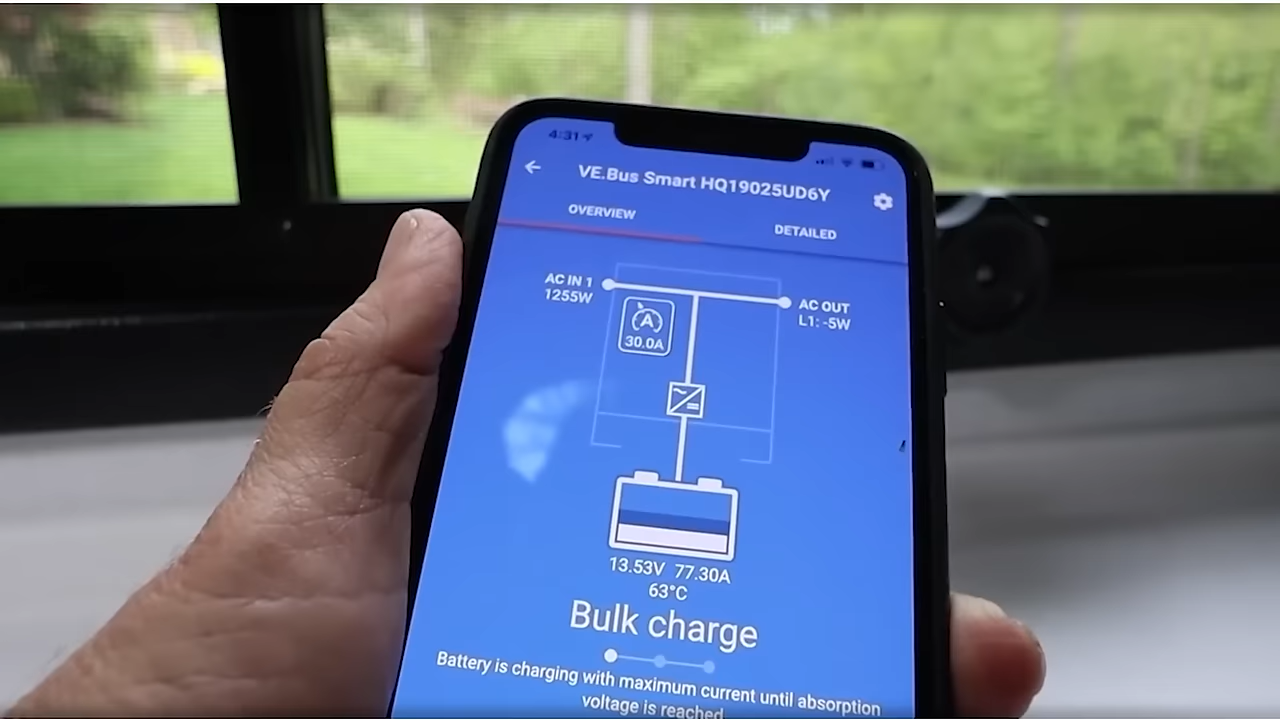 4:31
VE.Bus Smart HQ19025UD6Y
OVERVIEW
DETAILED
AC IN 1
1255W
A
30.0A
AC OUT
L1: -5W
13.53V 77.30A
63°C
Bulk charge
Battery is charging with maximum current until absorption
voltage is reached